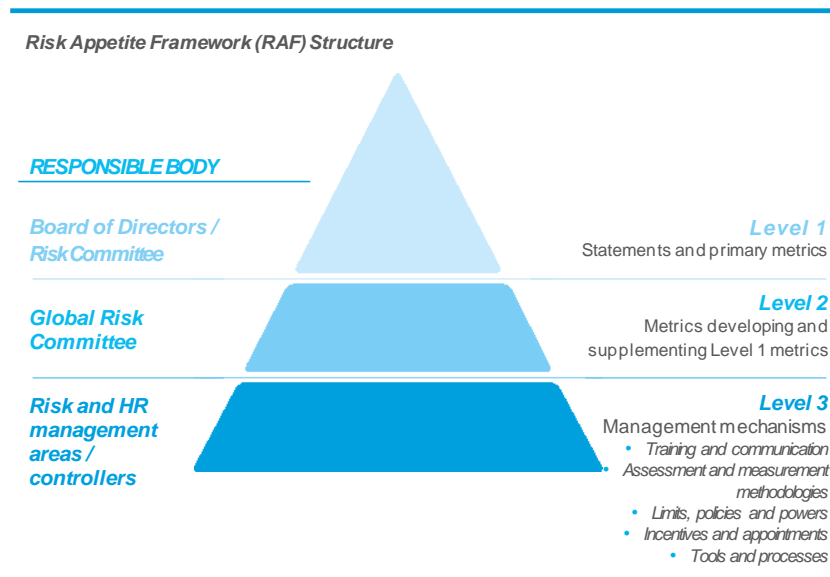 Risk Appetite Framework (RAF) Structure
RESPONSIBLE BODY
Board of Directors /
Risk Committee
Level 1
Statements and primary metrics
Global Risk
Committee
Level 2
Metrics developing and
supplementing Level 1 metrics
Risk and HR
management
areas /
controllers
Level 3
Management mechanisms
• Training and communication
• Assessment and measurement
methodologies
• Limits, policies and powers
• Incentives and appointments
• Tools and processes